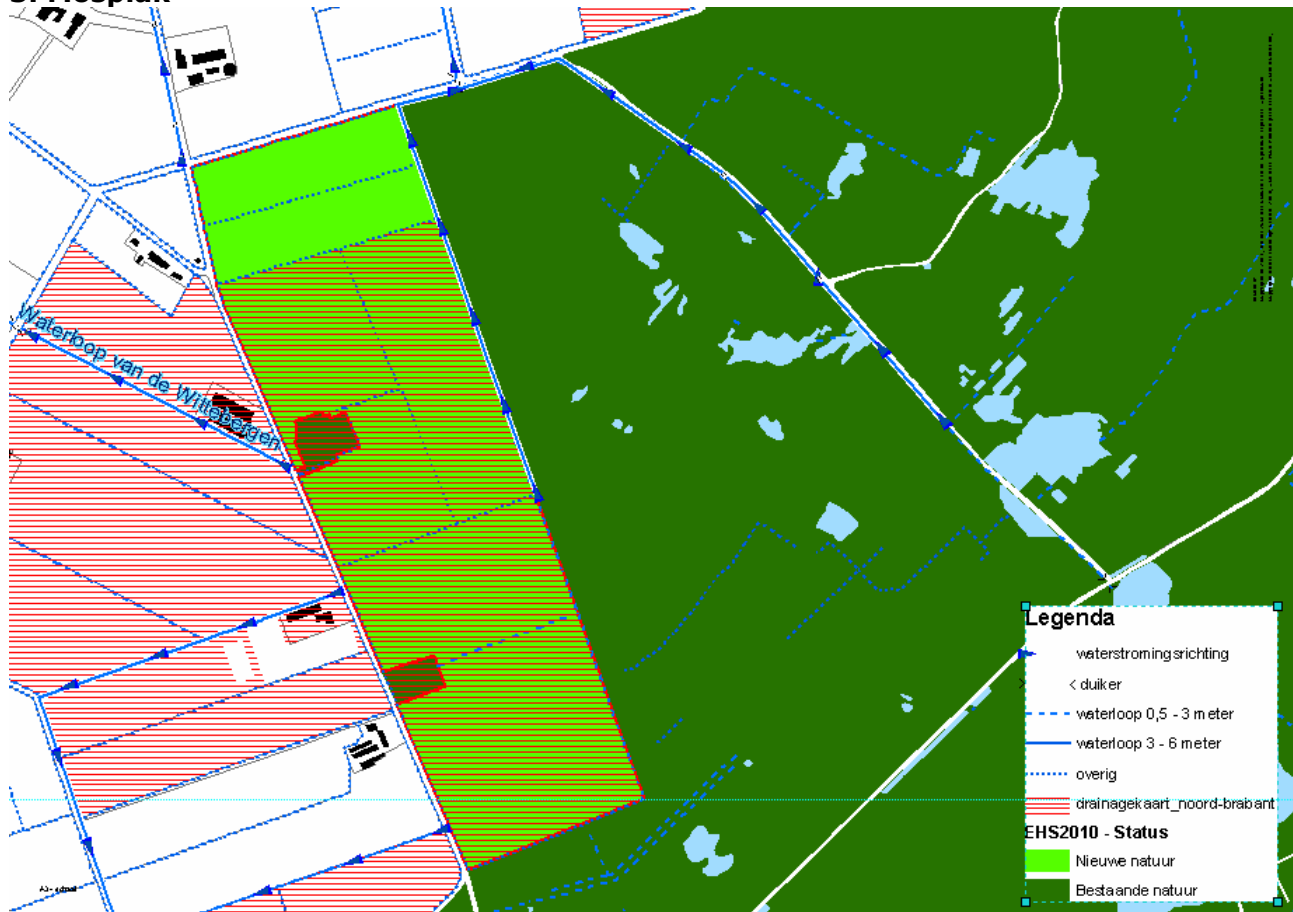 Waterloop van de Wittebergen
Legenda
waterstromingsrichting
< duiker
waterloop 0,5 - 3 meter
waterloop 3 - 6 meter
overig
drainagekaart_noord-brabant
EHS2010 - Status
Nieuwe natuur
Bestaande natuur